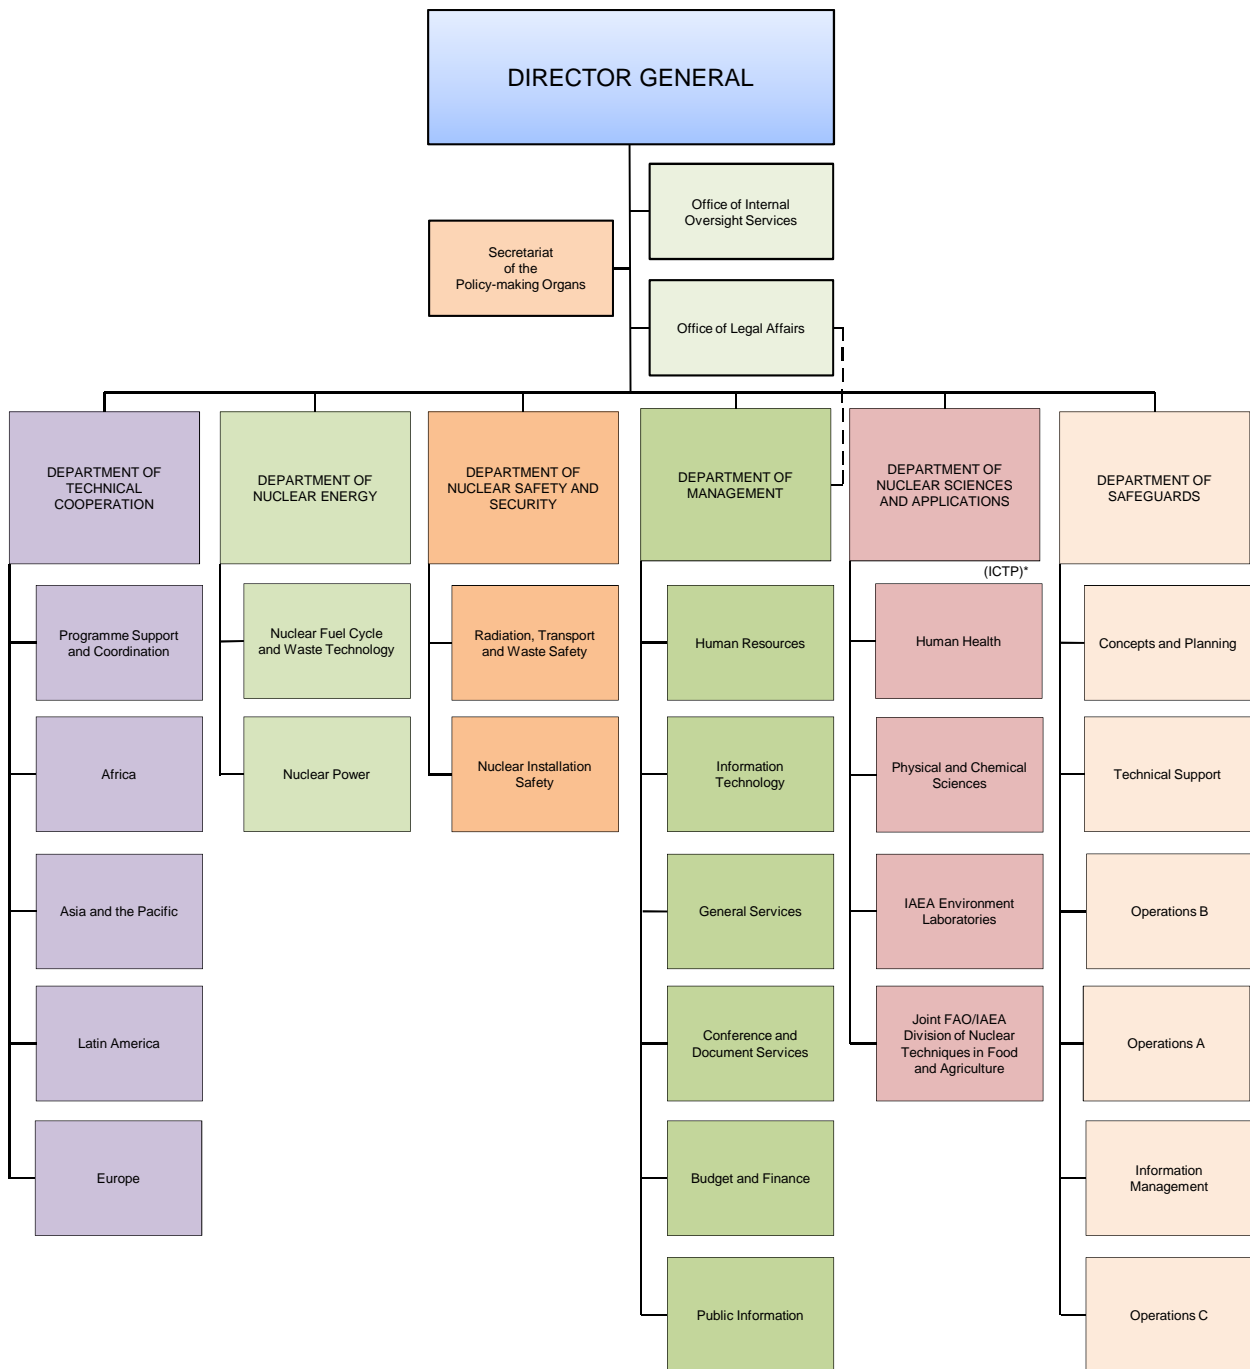 DIRECTOR GENERAL
Office of Internal
Oversight Services
Secretariat
of the
Policy-making Organs
Office of Legal Affairs
DEPARTMENT OF
TECHNICAL
COOPERATION
DEPARTMENT OF
NUCLEAR ENERGY
DEPARTMENT OF
NUCLEAR SAFETY AND
SECURITY
DEPARTMENT OF
MANAGEMENT
DEPARTMENT OF
NUCLEAR SCIENCES
AND APPLICATIONS
DEPARTMENT OF
SAFEGUARDS
(ICTP)*
Programme Support
and Coordination
Nuclear Fuel Cycle
and Waste Technology
Radiation, Transport
and Waste Safety
Human Resources
Human Health
Concepts and Planning
Africa
Nuclear Power
Nuclear Installation
Safety
Information
Technology
Physical and Chemical
Sciences
Technical Support
Asia and the Pacific
General Services
IAEA Environment
Laboratories
Operations B
Latin America
Conference and
Document Services
Joint FAO/IAEA
Division of Nuclear
Techniques in Food
and Agriculture
Operations A
Europe
Budget and Finance
Information
Management
Public Information
Operations C